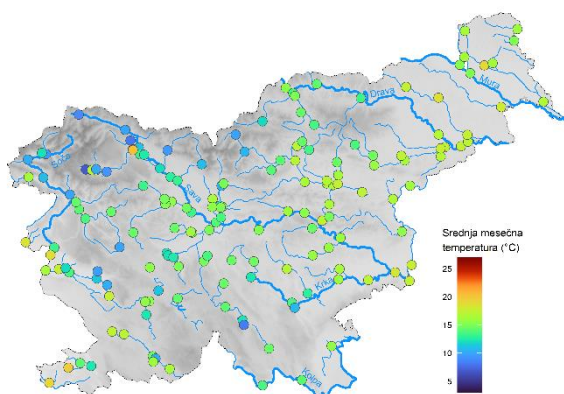 Mura
Drava
Soča
Sava
Krka
Kolpa
Srednja mesečna
temperatura (°C)
25
20
15
10
5